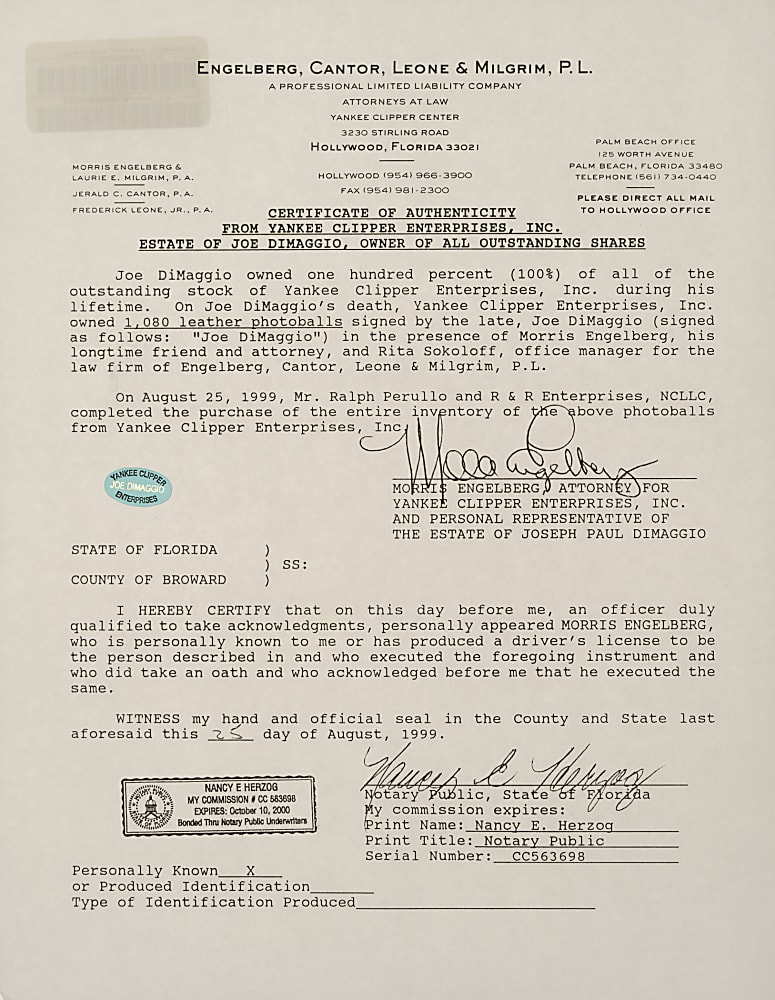 ENGELBERG, CANTOR, LEONE & MILGRIM, P.L.
A PROFESSIONAL LIMITED LIABILITY COMPANY
ATTORNEYS AT LAW
YANKEE CLIPPER CENTER
3230 STIRLING ROAD
HOLLYWOOD, FLORIDA 33021
HOLLYWOOD (954) 966-3900
FAX (954) 981-2300
MORRIS ENGELBERG &
LAURIE E. MILGRIM, P.A.
JERALD C. CANTOR, P.A.
FREDERICK LEONE, JR., P.A.
PALM BEACH OFFICE
125 WORTH AVENUE
PALM BEACH, FLORIDA 33480
TELEPHONE (561) 734-0440
PLEASE DIRECT ALL MAIL
TO HOLLYWOOD OFFICE
CERTIFICATE OF AUTHENTICITY
FROM YANKEE CLIPPER ENTERPRISES, INC.
ESTATE OF JOE DIMAGGIO, OWNER OF ALL OUTSTANDING SHARES
Joe DiMaggio owned one hundred percent (100%) of all of the
outstanding stock of Yankee Clipper Enterprises, Inc. during his
lifetime. On Joe DiMaggio's death, Yankee Clipper Enterprises, Inc.
owned 1,080 leather photoballs signed by the late, Joe DiMaggio (signed
as follows: "Joe DiMaggio") in the presence of Morris Engelberg, his
longtime friend and attorney, and Rita Sokoloff, office manager for the
law firm of Engelberg, Cantor, Leone & Milgrim, P.L.
On August 25, 1999, Mr. Ralph Perullo and R & R Enterprises, NCLLC,
completed the purchase of the entire inventory of the above photoballs
from Yankee Clipper Enterprises, Inc.
YANKEE CLIPPER
JOE DIMAGGIO
ENTERPRISES
MORRIS ENGELBERG, ATTORNEY FOR
YANKEE CLIPPER ENTERPRISES, INC.
AND PERSONAL REPRESENTATIVE OF
THE ESTATE OF JOSEPH PAUL DIMAGGIO
STATE OF FLORIDA )
) SS:
COUNTY OF BROWARD )
I HEREBY CERTIFY that on this day before me, an officer duly
qualified to take acknowledgments, personally appeared MORRIS ENGELBERG,
who is personally known to me or has produced a driver's license to be
the person described in and who executed the foregoing instrument and
who did take an oath and who acknowledged before me that he executed the
same.
WITNESS my hand and official seal in the County and State last
aforesaid this 25 day of August, 1999.
Nancy E Herzog
Notary Public, State of Florida
My commission expires:
Print Name: Nancy E. Herzog
Print Title: Notary Public
Serial Number: CC563698
NANCY E HERZOG
MY COMMISSION # CC 563698
EXPIRES: October 10, 2000
Bonded Thru Notary Public Underwriters
Personally Known X
or Produced Identification
Type of Identification Produced